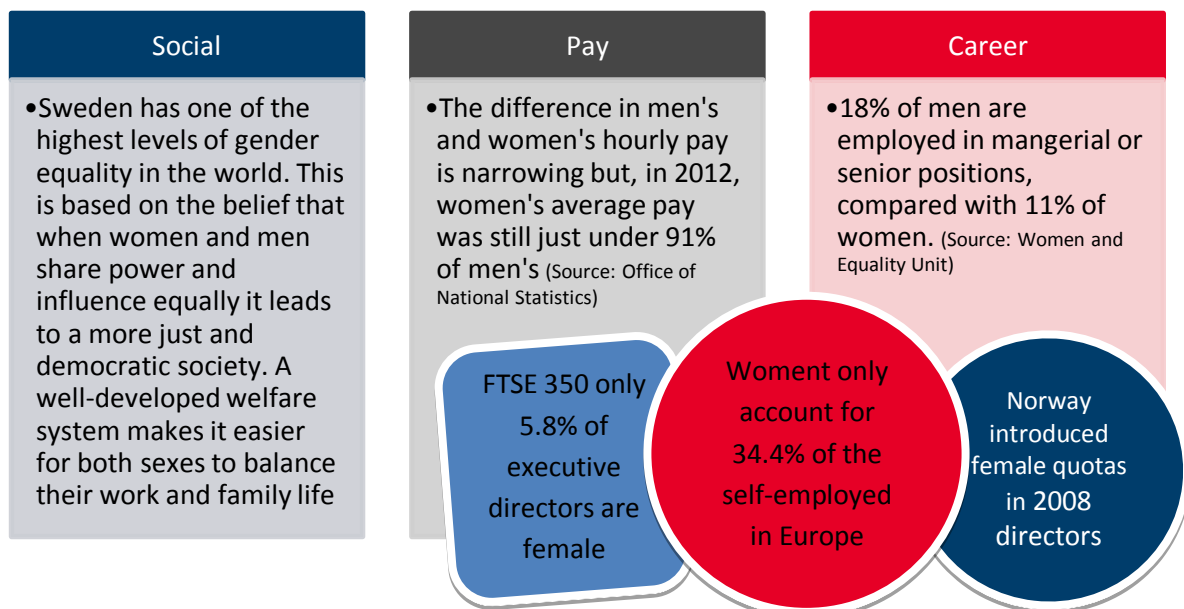 Social
•Sweden has one of the
highest levels of gender
equality in the world. This
is based on the belief that
when women and men
share power and
influence equally it leads
to a more just and
democratic society. A
well-developed welfare
system makes it easier
for both sexes to balance
their work and family life
Pay
•The difference in men's
and women's hourly pay
is narrowing but, in 2012,
women's average pay
was still just under 91%
of men's (Source: Office of
National Statistics)
Career
•18% of men are
employed in mangerial or
senior positions,
compared with 11% of
women. (Source: Women and
Equality Unit)
FTSE 350 only
5.8% of
executive
directors are
female
Woment only
account for
34.4% of the
self-employed
in Europe
Norway
introduced
female quotas
in 2008
directors